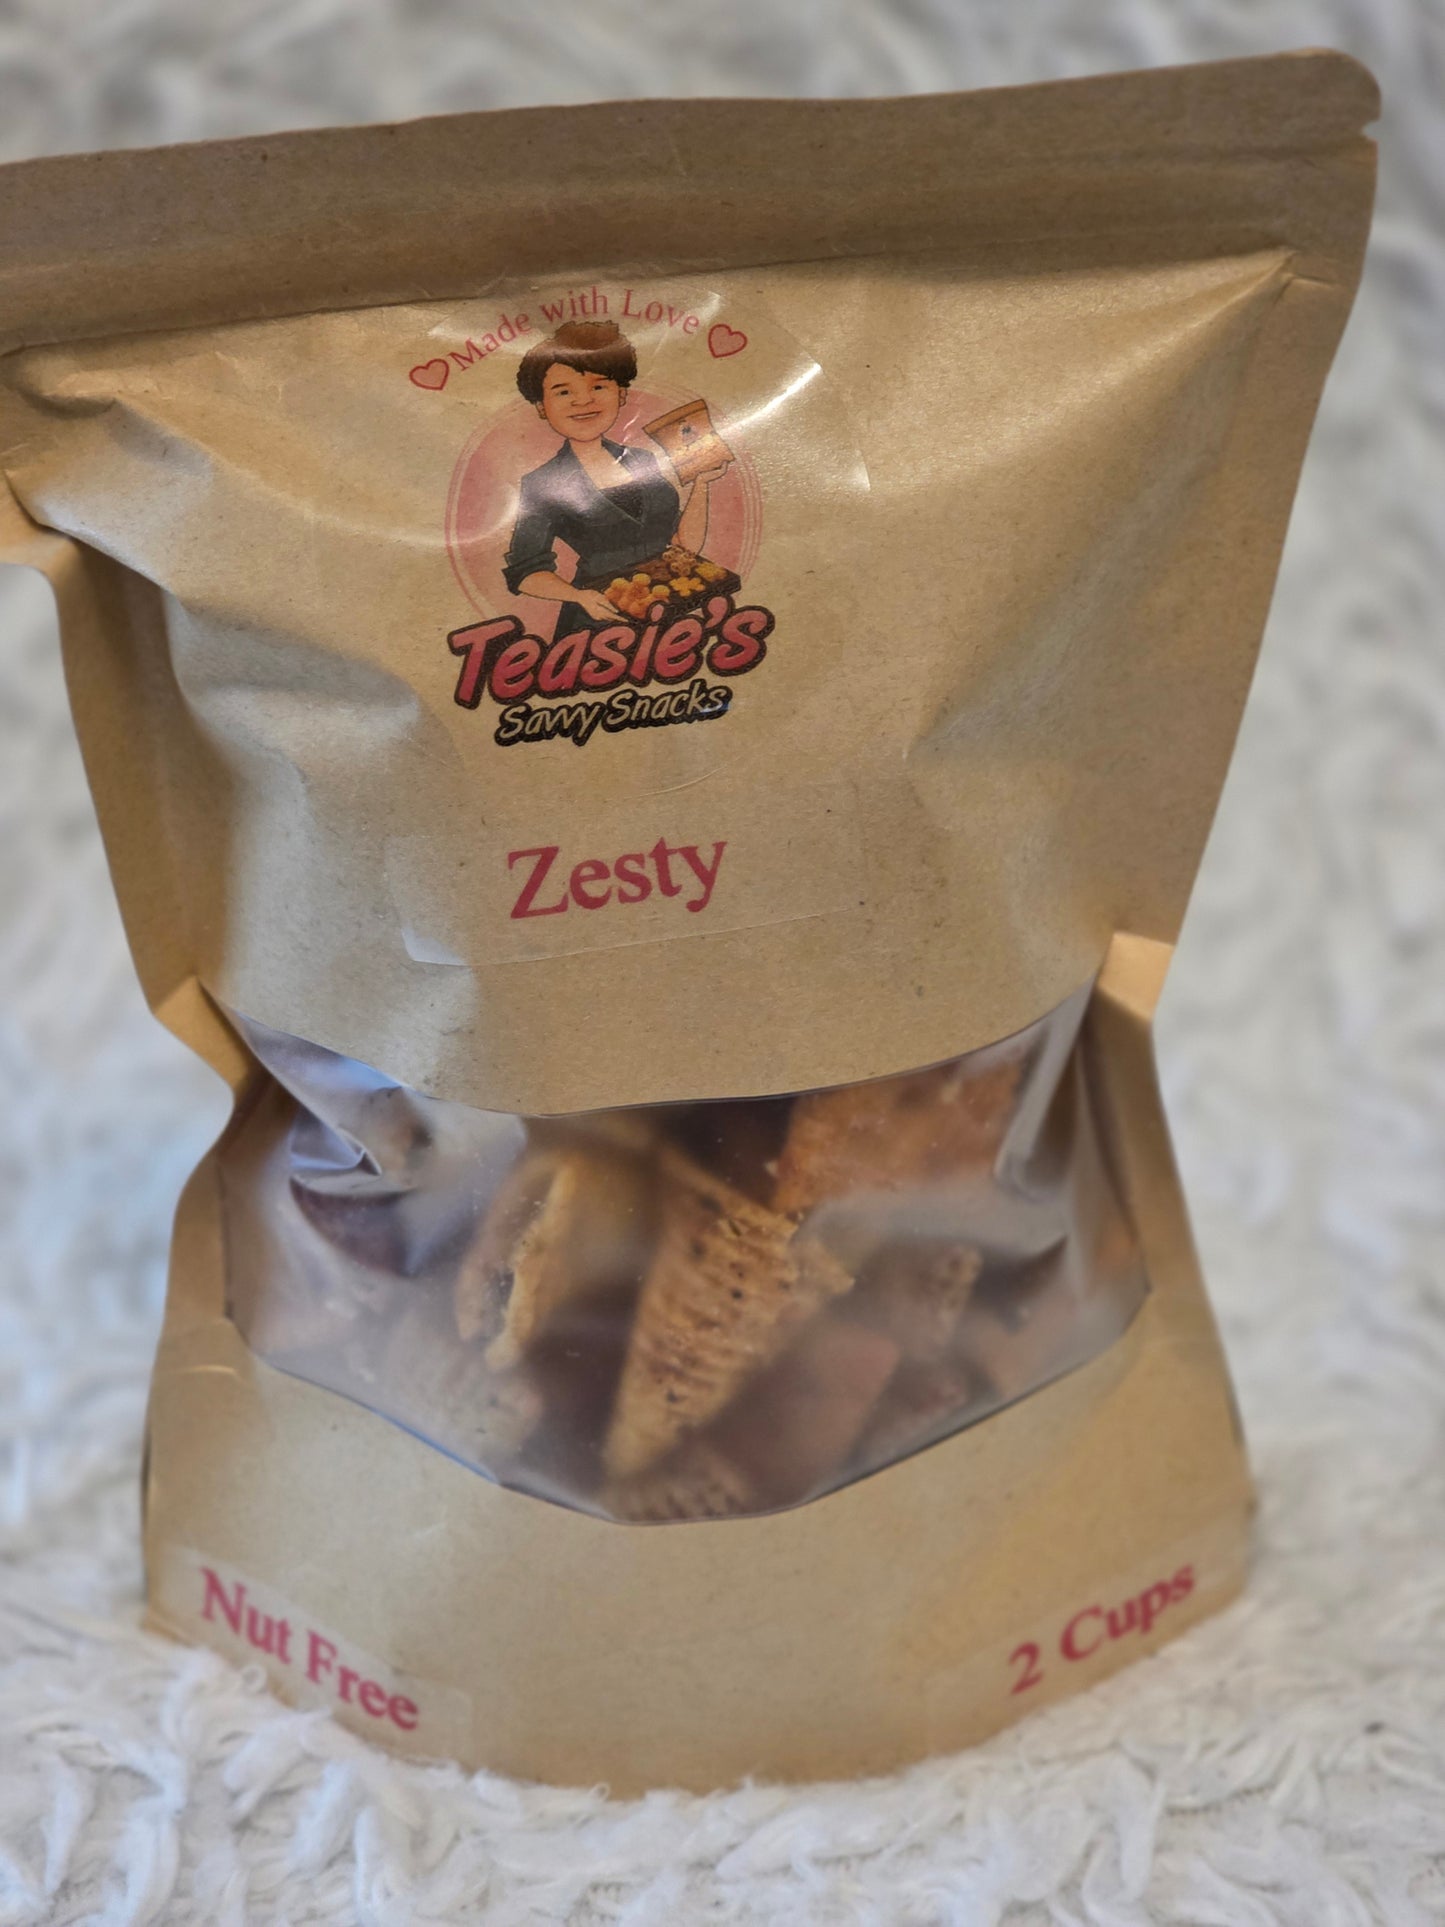 Made with Love
Teasie's
Savvy Snacks
Zesty
Nut Free
2 Cups